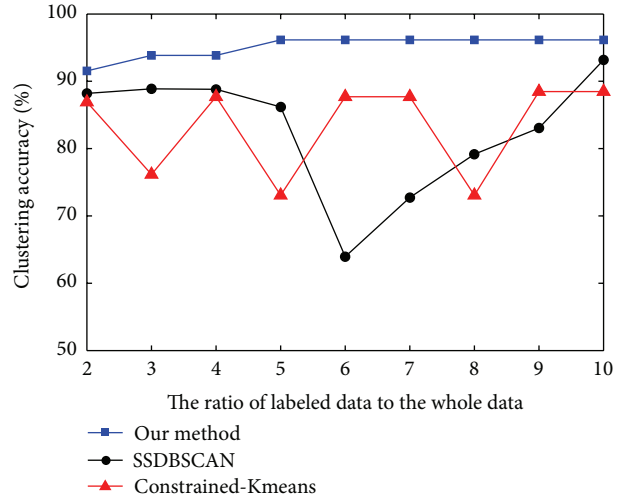 100
90
80
70
60
50
Clustering accuracy (%)
2 3 4 5 6 7 8 9 10
The ratio of labeled data to the whole data
Our method
SSDBSCAN
Constrained-Kmeans